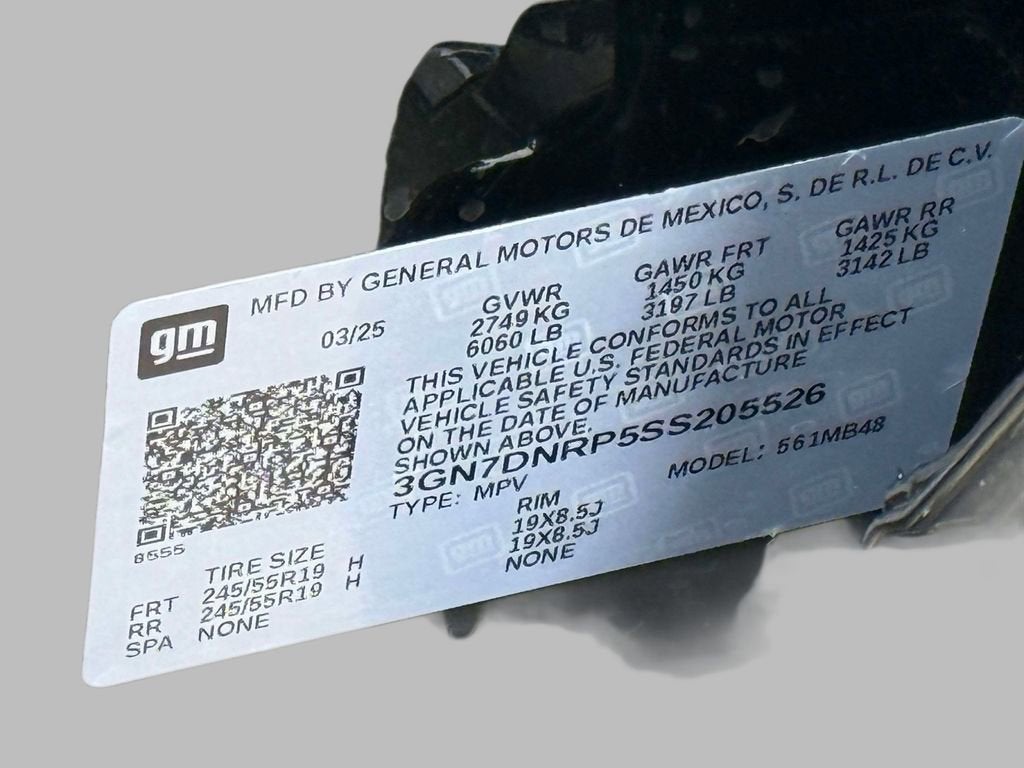 MFD BY GENERAL MOTORS DE MEXICO, S. DE R.L. DE C.V.
gm
03/25
GVWR
2749 KG
6060 LB
GAWR FRT
1450 KG
3197 LB
GAWR RR
1425 KG
3142 LB
THIS VEHICLE CONFORMS TO ALL
APPLICABLE U.S. FEDERAL MOTOR
VEHICLE SAFETY STANDARDS IN EFFECT
ON THE DATE OF MANUFACTURE
SHOWN ABOVE.
3GN7DNRP5SS205526
TYPE: MPV
MODEL: 561MB48
8555
TIRE SIZE
RIM
FRT 245/55R19 H 19X8.5J
RR 245/55R19 H 19X8.5J
SPA NONE NONE